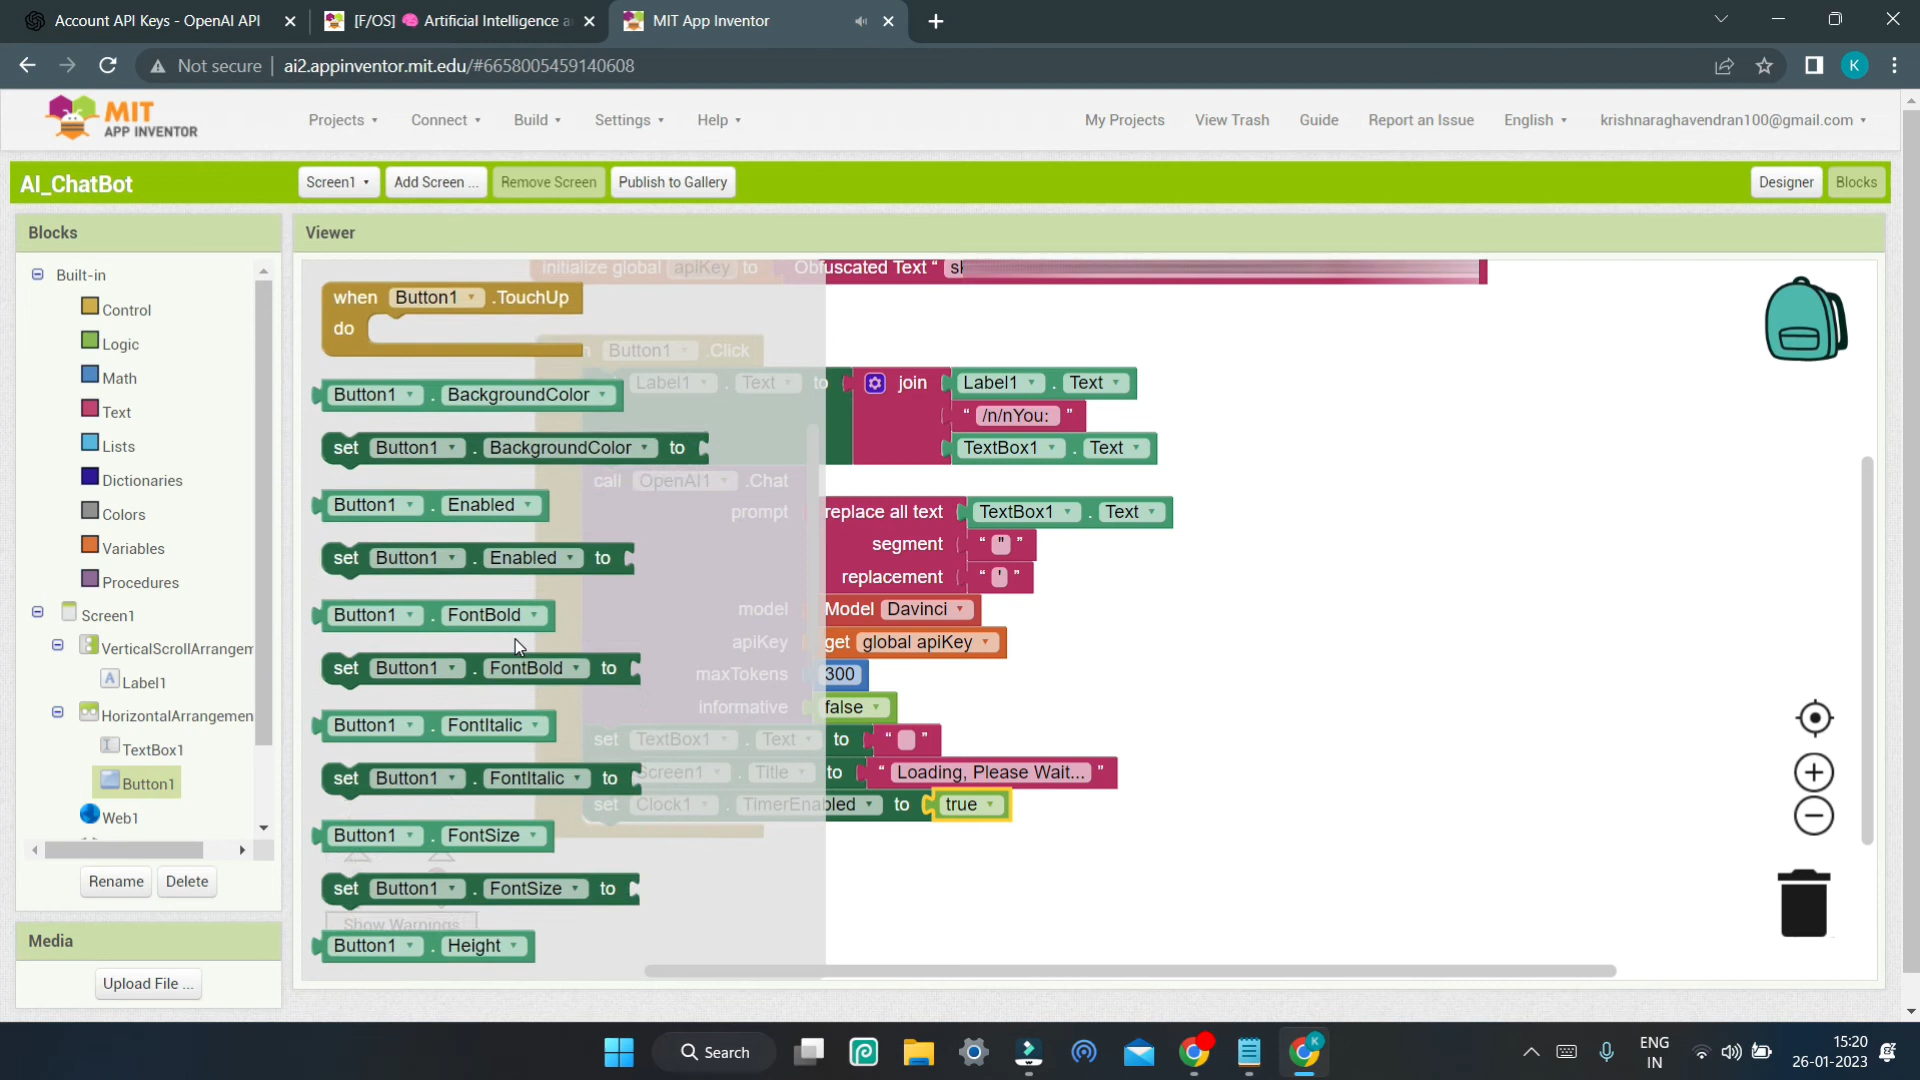 Account API Keys - OpenAI API
[F/OS] 🧠 Artificial Intelligence a
MIT App Inventor
Not secure | ai2.appinventor.mit.edu/#6658005459140608
K
MIT
APP INVENTOR
Projects
Connect
Build
Settings
Help
My Projects
View Trash
Guide
Report an Issue
English
krishnaraghavendran100@gmail.com
AI_ChatBot
Screen1
Add Screen ...
Remove Screen
Publish to Gallery
Designer
Blocks
Blocks
Built-in
Control
Logic
Math
Text
Lists
Dictionaries
Colors
Variables
Procedures
Screen1
VerticalScrollArrangem
Label1
HorizontalArrangemen
TextBox1
Button1
Web1
Rename
Delete
Media
Upload File ...
Viewer
when Button1 .TouchUp
do
Button1 . BackgroundColor
set Button1 . BackgroundColor to
Button1 . Enabled
set Button1 . Enabled to
Button1 . FontBold
set Button1 . FontBold to
Button1 . FontItalic
set Button1 . FontItalic to
Button1 . FontSize
set Button1 . FontSize to
Button1 . Height
initialize global apiKey to Obfuscated Text " sk
Button1 .Click
Label1 . Text to join Label1 . Text
" /n/nYou: "
TextBox1 . Text
call OpenAI1 .Chat
prompt replace all text TextBox1 . Text
segment " " "
replacement " ' "
model Model Davinci
apiKey get global apiKey
maxTokens 300
informative false
set TextBox1 . Text to " "
Screen1 . Title to " Loading, Please Wait... "
set Clock1 . TimerEnabled to true
Show Warnings
Search
K
ENG
IN
15:20
26-01-2023